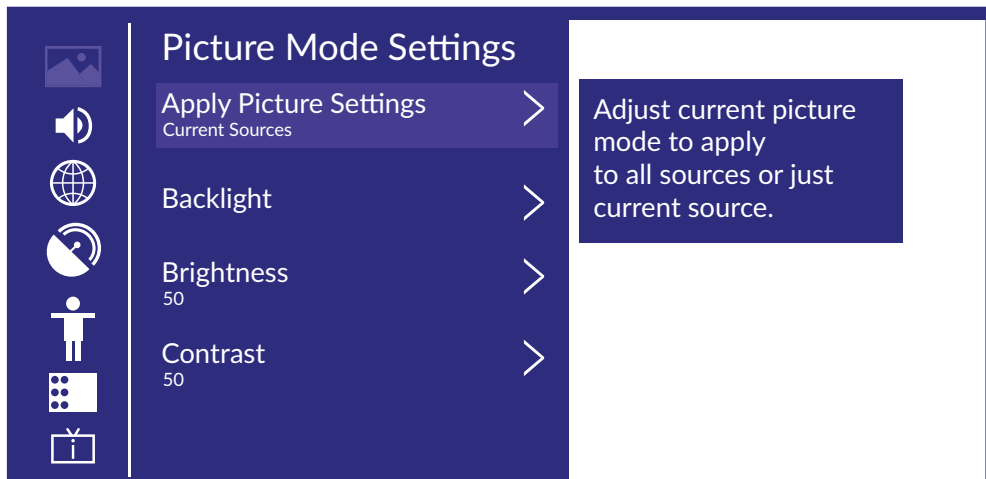 Picture Mode Settings
Apply Picture Settings
Current Sources
Backlight
Brightness
50
Contrast
50
Adjust current picture
mode to apply
to all sources or just
current source.
i